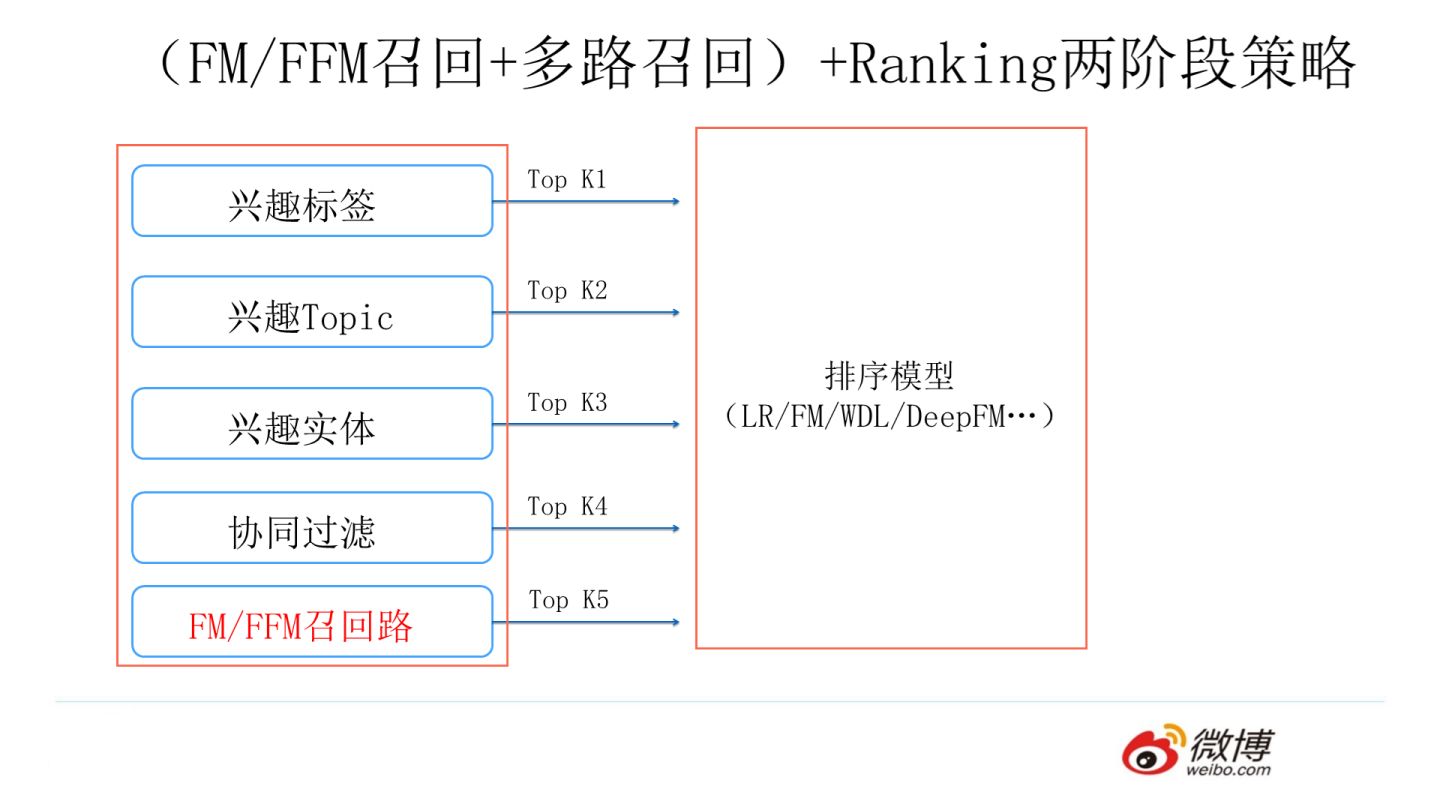 （FM/FFM召回+多路召回）+Ranking两阶段策略
兴趣标签
Top K1
兴趣Topic
Top K2
兴趣实体
Top K3
协同过滤
Top K4
FM/FFM召回路
Top K5
排序模型
（LR/FM/WDL/DeepFM…）
微博
weibo.com